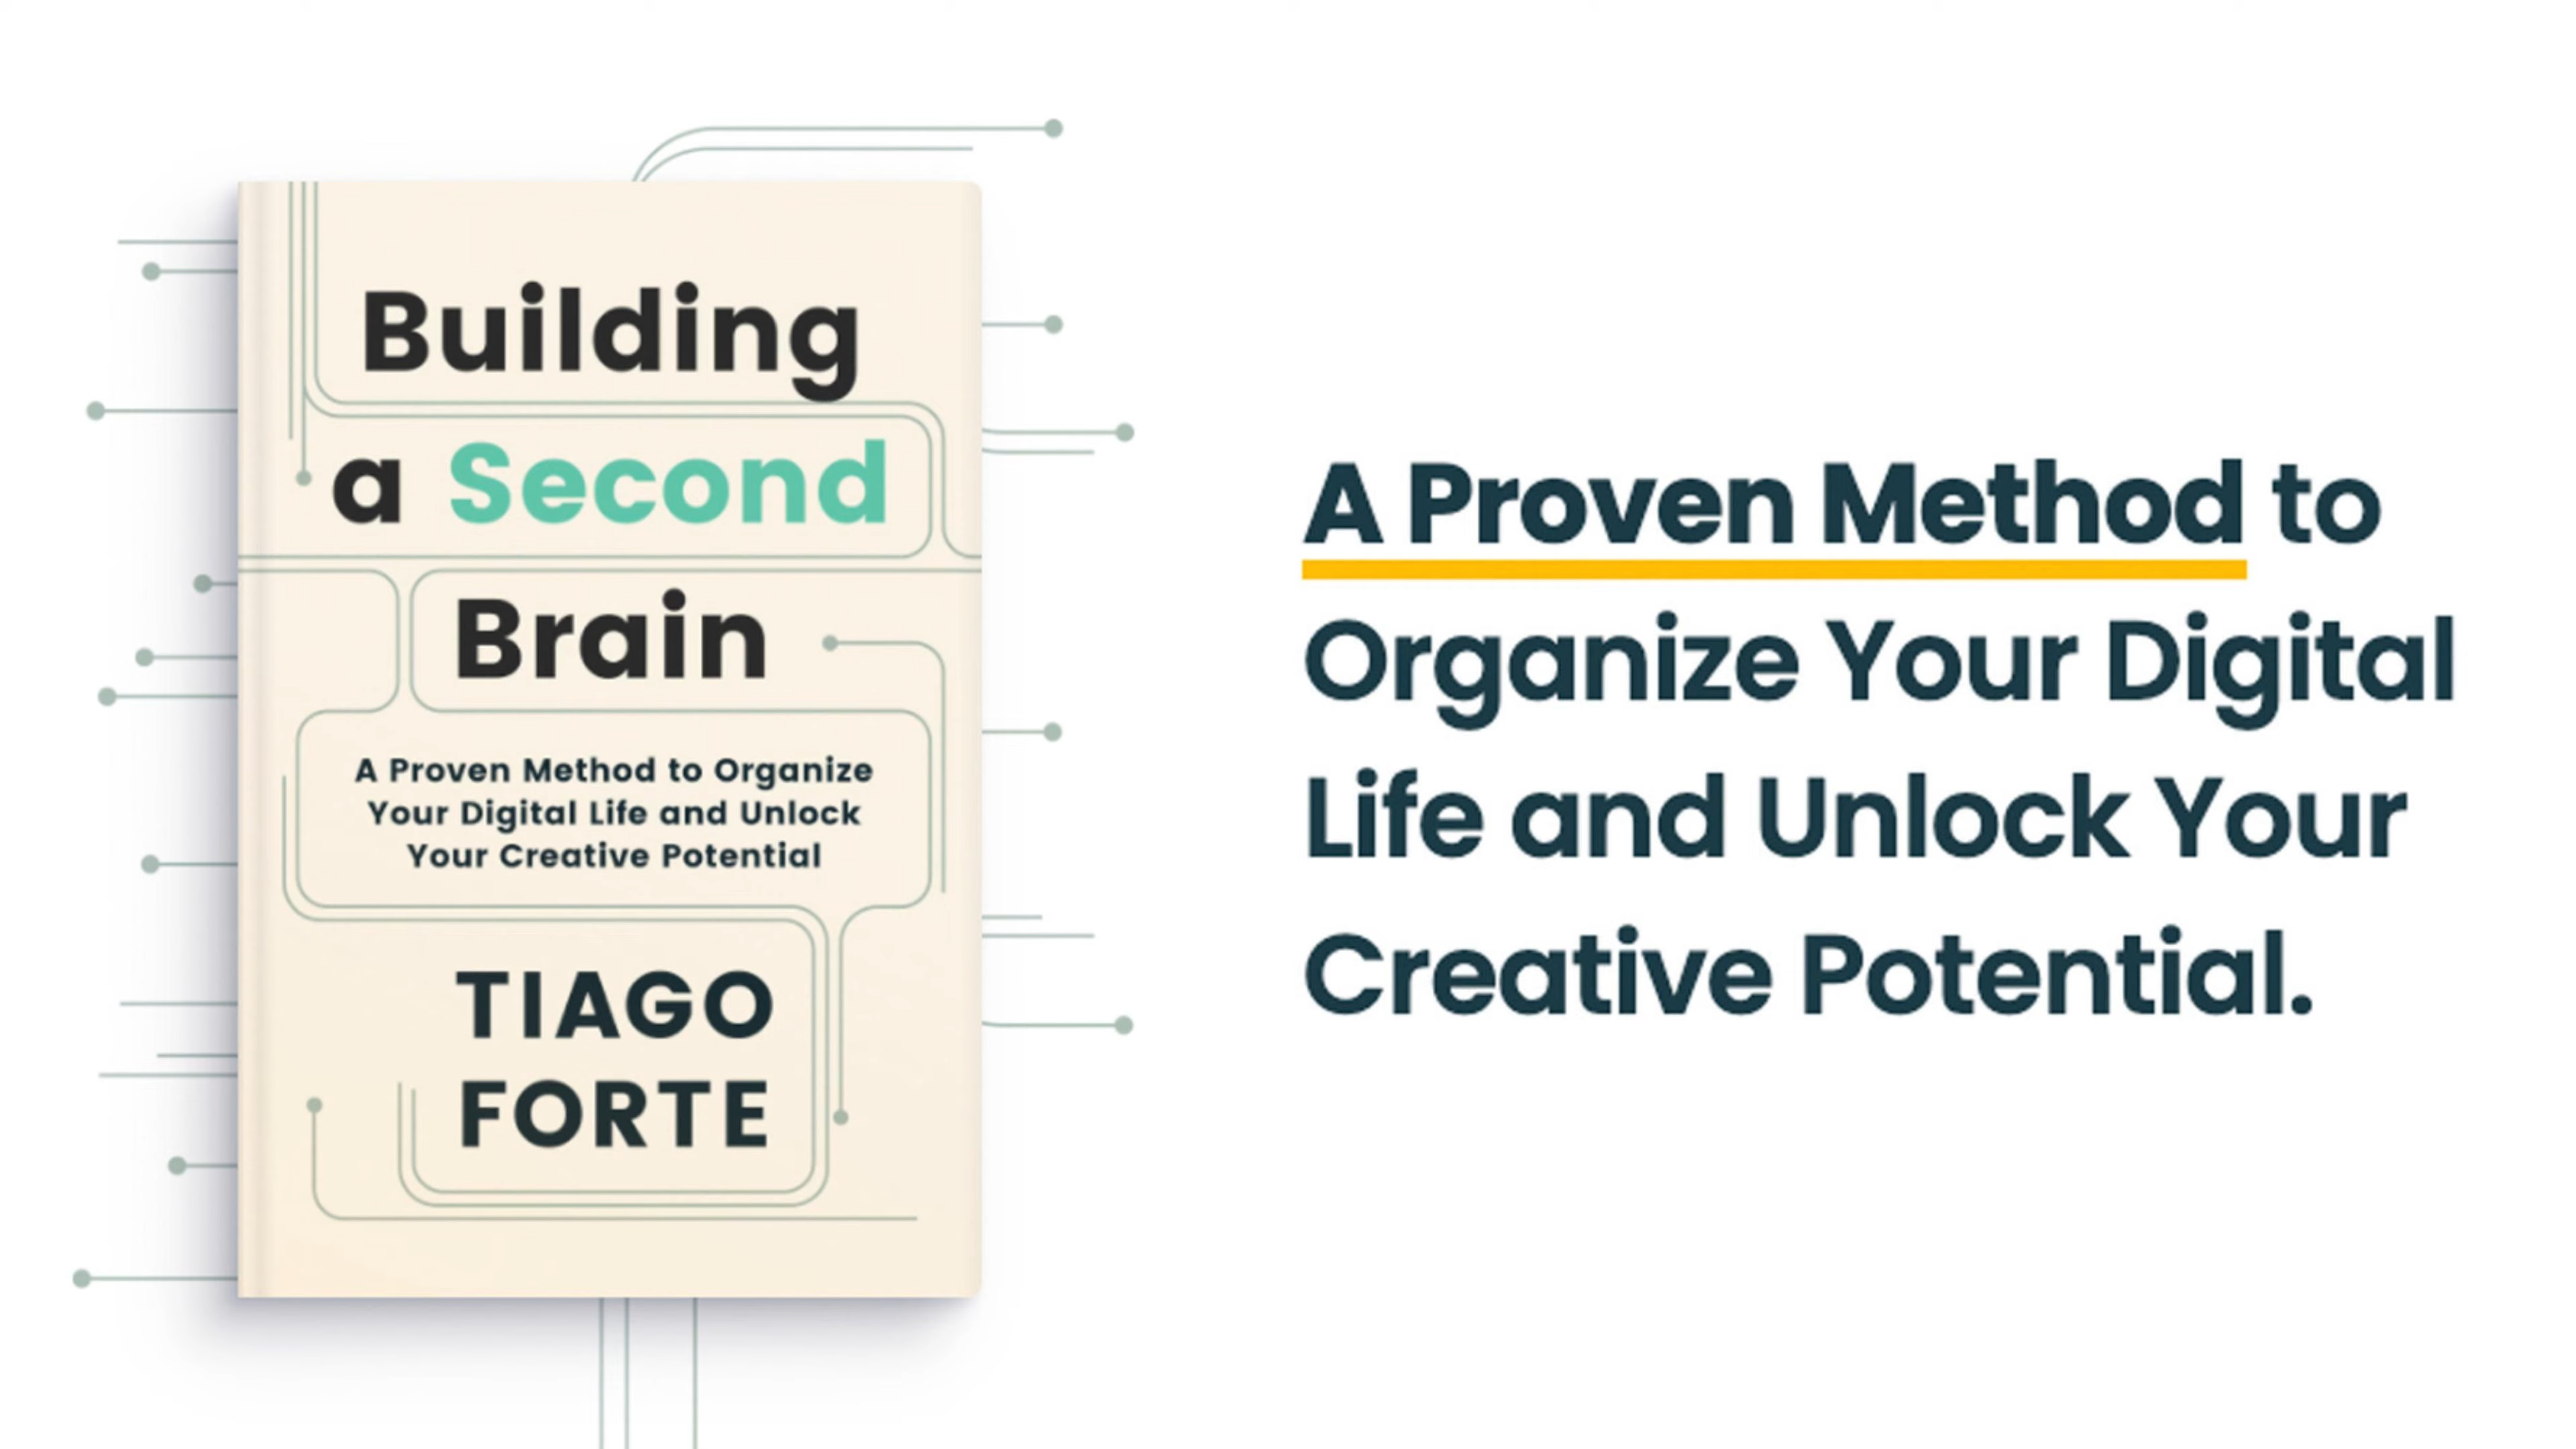 Building
a Second
Brain
A Proven Method to Organize
Your Digital Life and Unlock
Your Creative Potential
TIAGO
FORTE
A Proven Method to
Organize Your Digital
Life and Unlock Your
Creative Potential.